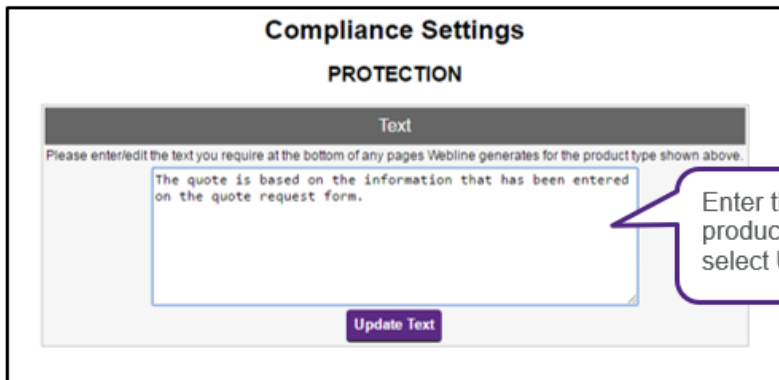 Compliance Settings
PROTECTION
Text
Please enter/edit the text you require at the bottom of any pages Webline generates for the product type shown above.
The quote is based on the information that has been entered
on the quote request form.
Enter
select
Update Text